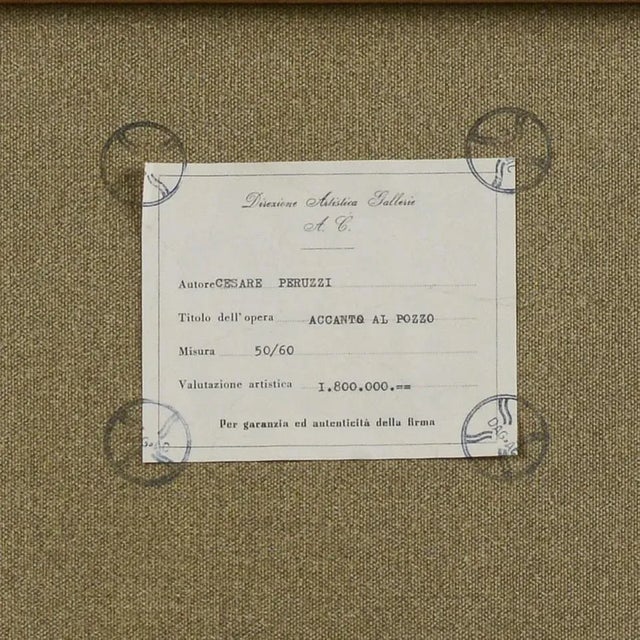 Direzione Artistica Gallerie
A. C.
Autore CESARE PERUZZI
Titolo dell'opera ACCANTO AL POZZO
Misura 50/60
Valutazione artistica 1.800.000.==
Per garanzia ed autenticità della firma